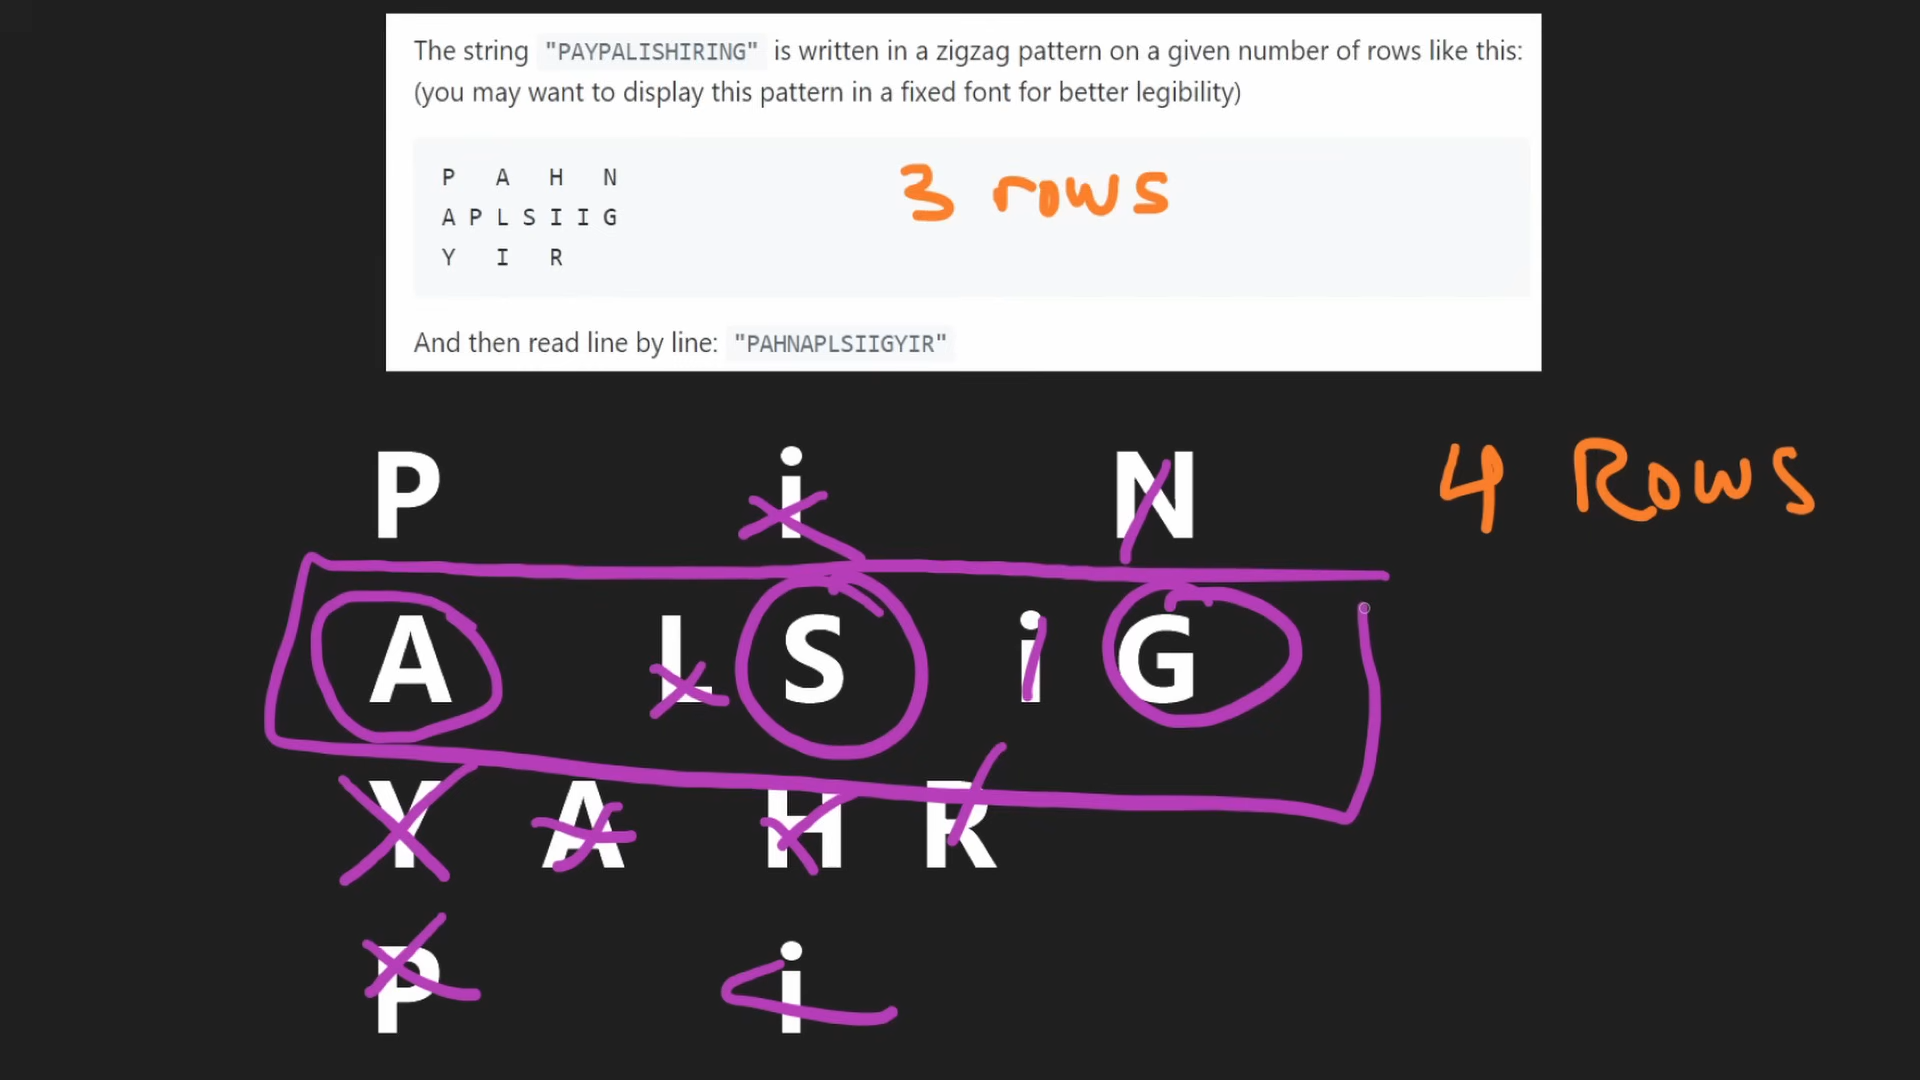 The string "PAYPALISHIRING" is written in a zigzag pattern on a given number of rows like this:
(you may want to display this pattern in a fixed font for better legibility)
P A H N
A P L S I I G
Y I R
3 rows
And then read line by line: "PAHNAPLSIIGYIR"
P i N
4 Rows
A L S i G
Y A H R
P i